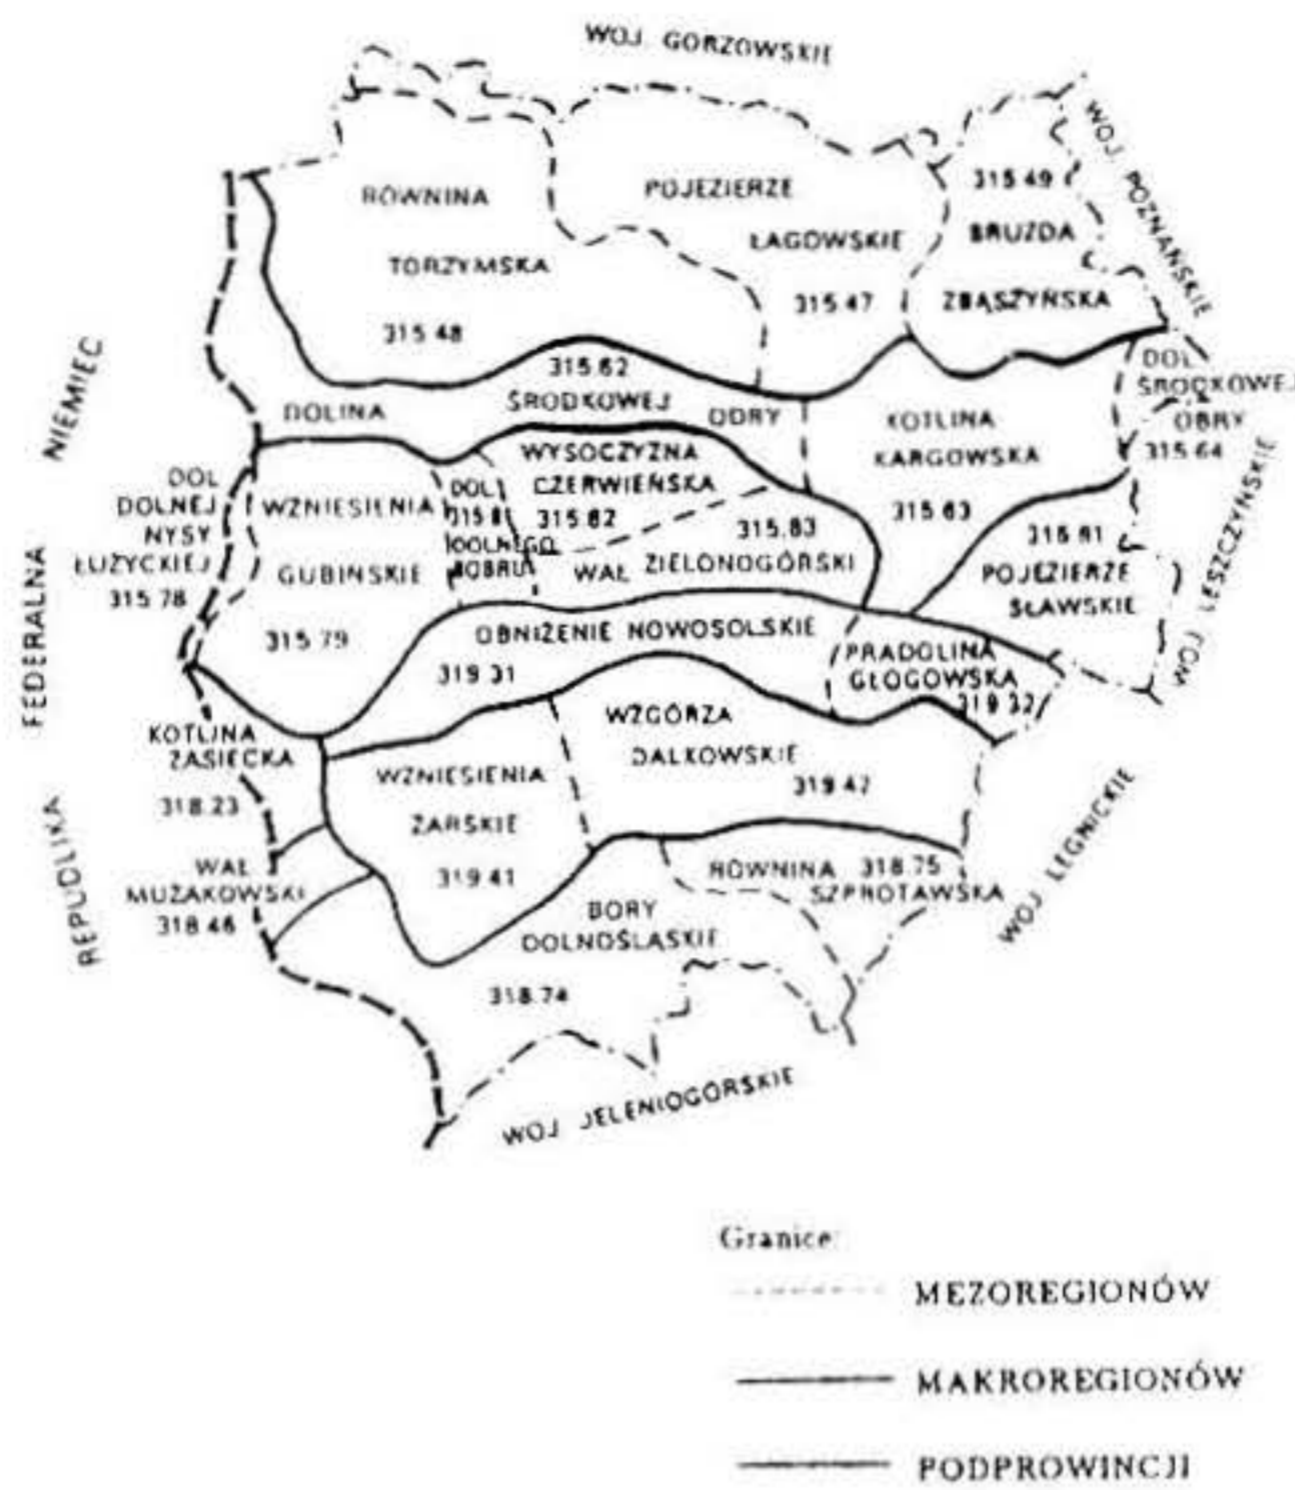 WOJ. GORZOWSKIE
WOJ. POZNAŃSKIE
RÓWNINA
TORZYMSKA
315.48
POJEZIERZE
ŁAGOWSKIE
315.47
315.49
BRUZDA
ZBĄSZYŃSKA
NIEMIEC
315.62
DOLINA ŚRODKOWEJ ODRY
KOTLINA
KARGOWSKA
315.63
DOL
ŚRODKOWEJ
OBRY
315.64
WOJ LESZCZYŃSKIE
DOL
DOLNEJ
NYSY
ŁUŻYCKIEJ
315.78
WZNIESIENIA
GUBIŃSKIE
315.79
DOL
315.81
DOLNEGO
BOBRU
WYSOCZYZNA
CZERWIEŃSKA
315.82
315.83
WAŁ ZIELONOGÓRSKI
315.81
POJEZIERZE
SŁAWSKIE
FEDERALNA
OBNIŻENIE NOWOSOLSKIE
319.31
PRADOLINA
GŁOGOWSKA
319.32
KOTLINA
ZASIECKA
318.23
WZNIESIENIA
ŻARSKIE
319.41
WZGÓRZA
DALKOWSKIE
319.42
WOJ LEGNICKIE
REPUBLIKA
WAŁ
MUŻAKOWSKI
318.46
RÓWNINA 318.75
SZPROTAWSKA
BORY
DOLNOŚLĄSKIE
318.74
WOJ JELENIOGÓRSKIE
Granice:
MEZOREGIONÓW
MAKROREGIONÓW
PODPROWINCJI